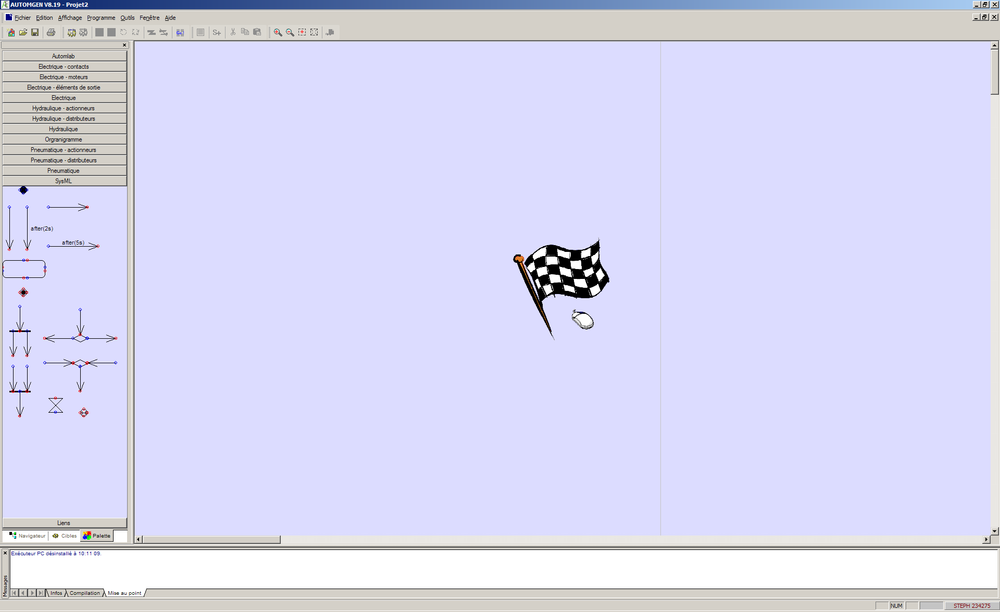 AUTOMGEN V8.19 - Projet2
Fichier Edition Affichage Programme Outils Fenêtre Aide
S+ Go!
Automlab
Electrique - contacts
Electrique - moteurs
Electrique - éléments de sortie
Electrique
Hydraulique - actionneurs
Hydraulique - distributeurs
Hydraulique
Orgranigramme
Pneumatique - actionneurs
Pneumatique - distributeurs
Pneumatique
SysML
after(2s)
after(5s)
Liens
Navigateur Cibles Palette
Exécuteur PC désinstallé à 10:11 09.
Messages
Infos Compilation Mise au point
NUM STEPH 234275